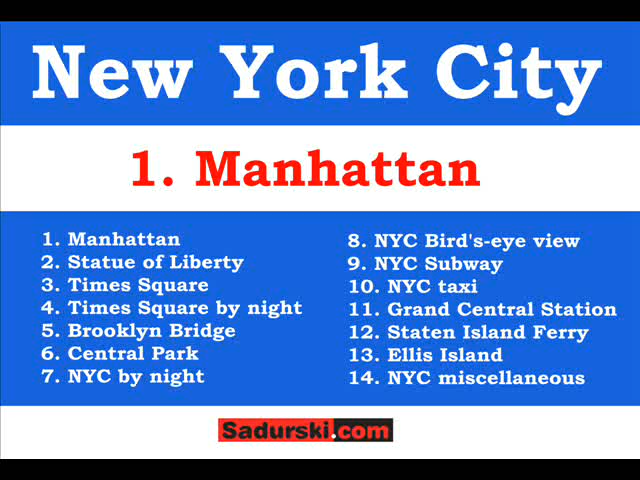 New York City
1. Manhattan
1. Manhattan
2. Statue of Liberty
3. Times Square
4. Times Square by night
5. Brooklyn Bridge
6. Central Park
7. NYC by night
8. NYC Bird's-eye view
9. NYC Subway
10. NYC taxi
11. Grand Central Station
12. Staten Island Ferry
13. Ellis Island
14. NYC miscellaneous
Sadurski.com